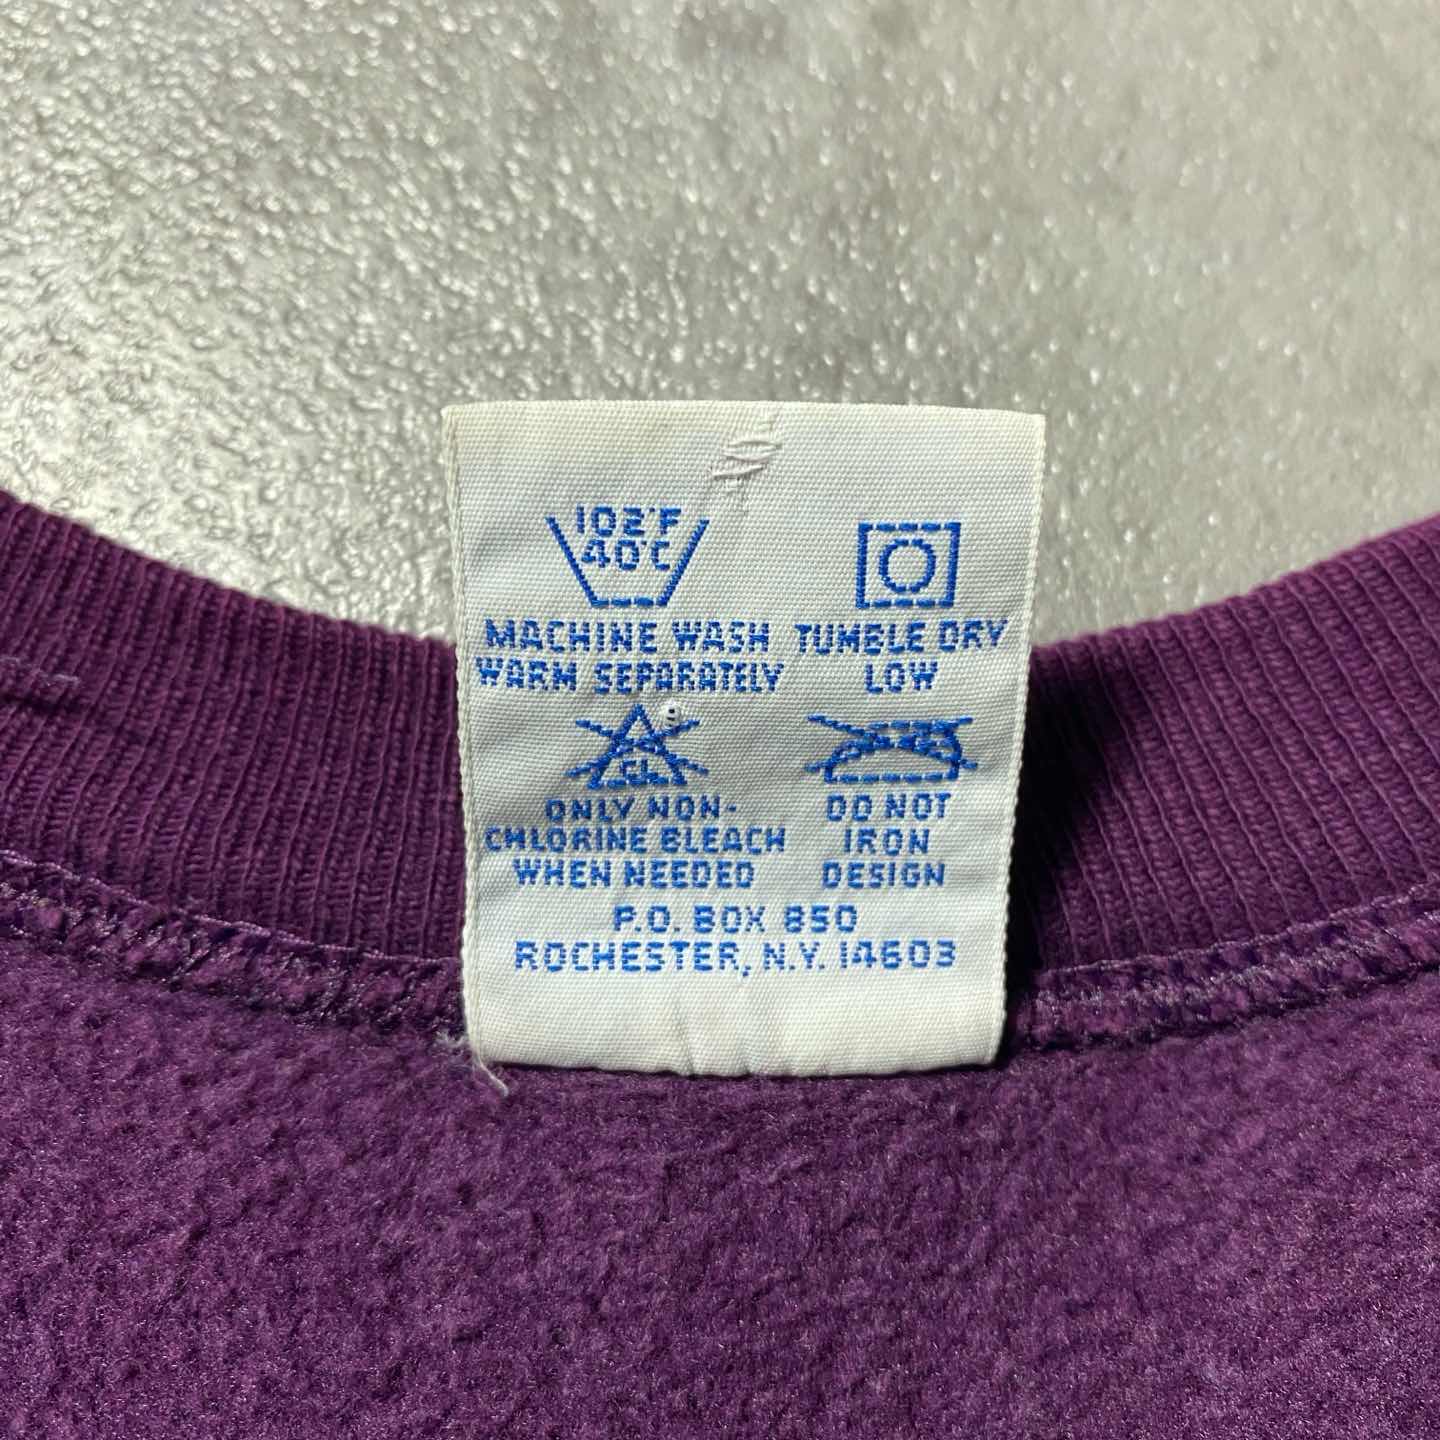 102°F
40°C
MACHINE WASH
WARM SEPARATELY
TUMBLE DRY
LOW
CL
ONLY NON-
CHLORINE BLEACH
WHEN NEEDED
DO NOT
IRON
DESIGN
P.O. BOX 850
ROCHESTER, N.Y. 14603